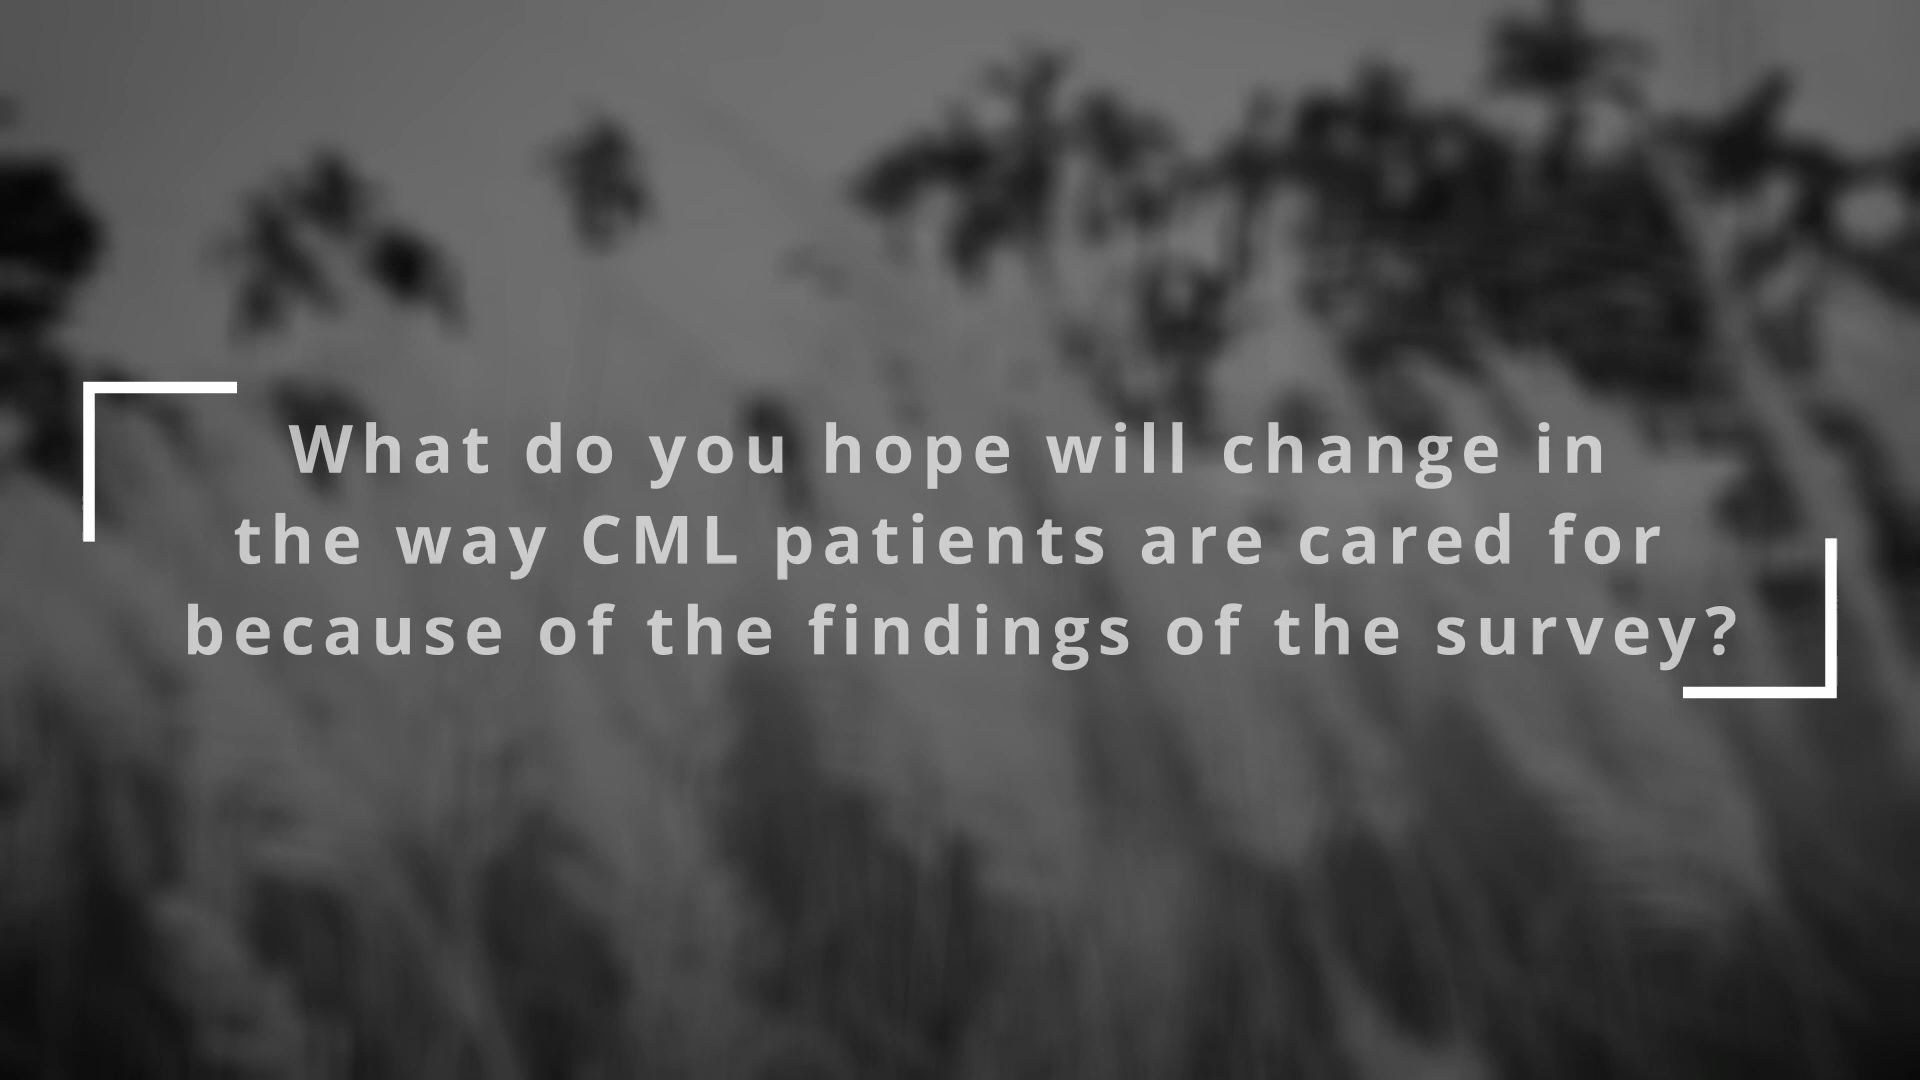 What do you hope will change in
the way CML patients are cared for
because of the findings of the survey?